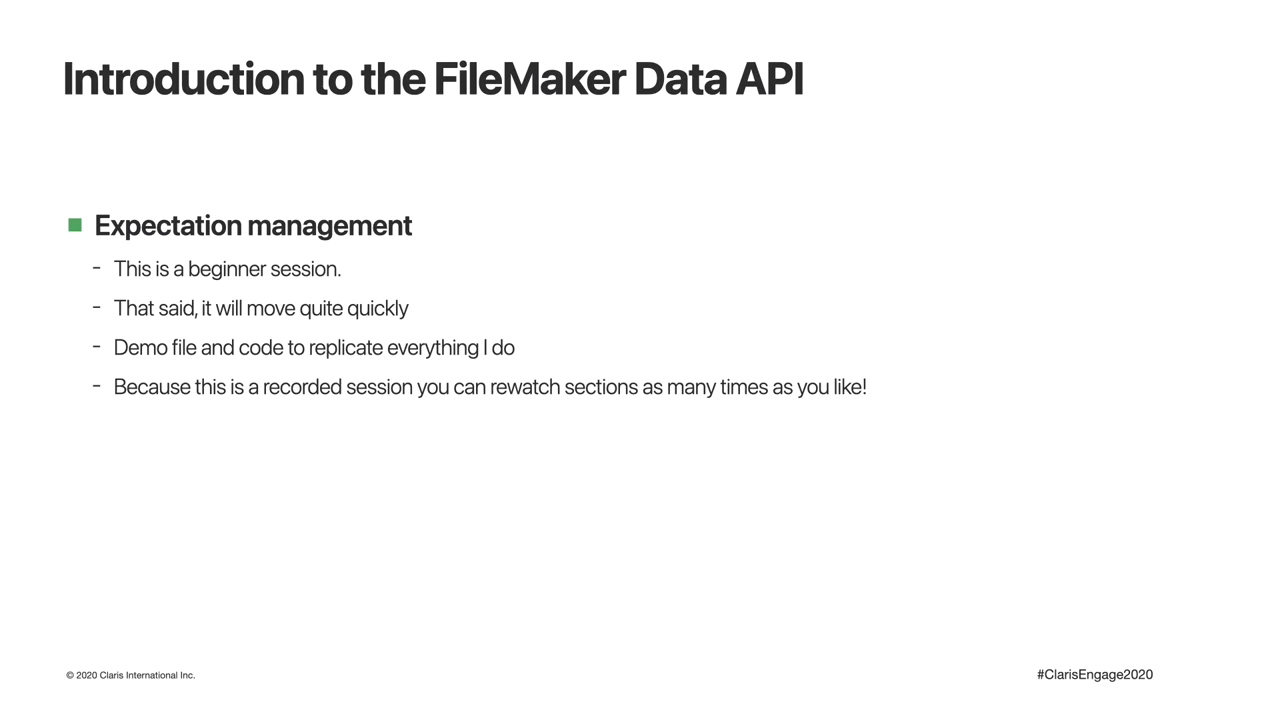 Introduction to the FileMaker Data API
Expectation management
- This is a beginner session.
- That said, it will move quite quickly
- Demo file and code to replicate everything I do
- Because this is a recorded session you can rewatch sections as many times as you like!
© 2020 Claris International Inc.
#ClarisEngage2020